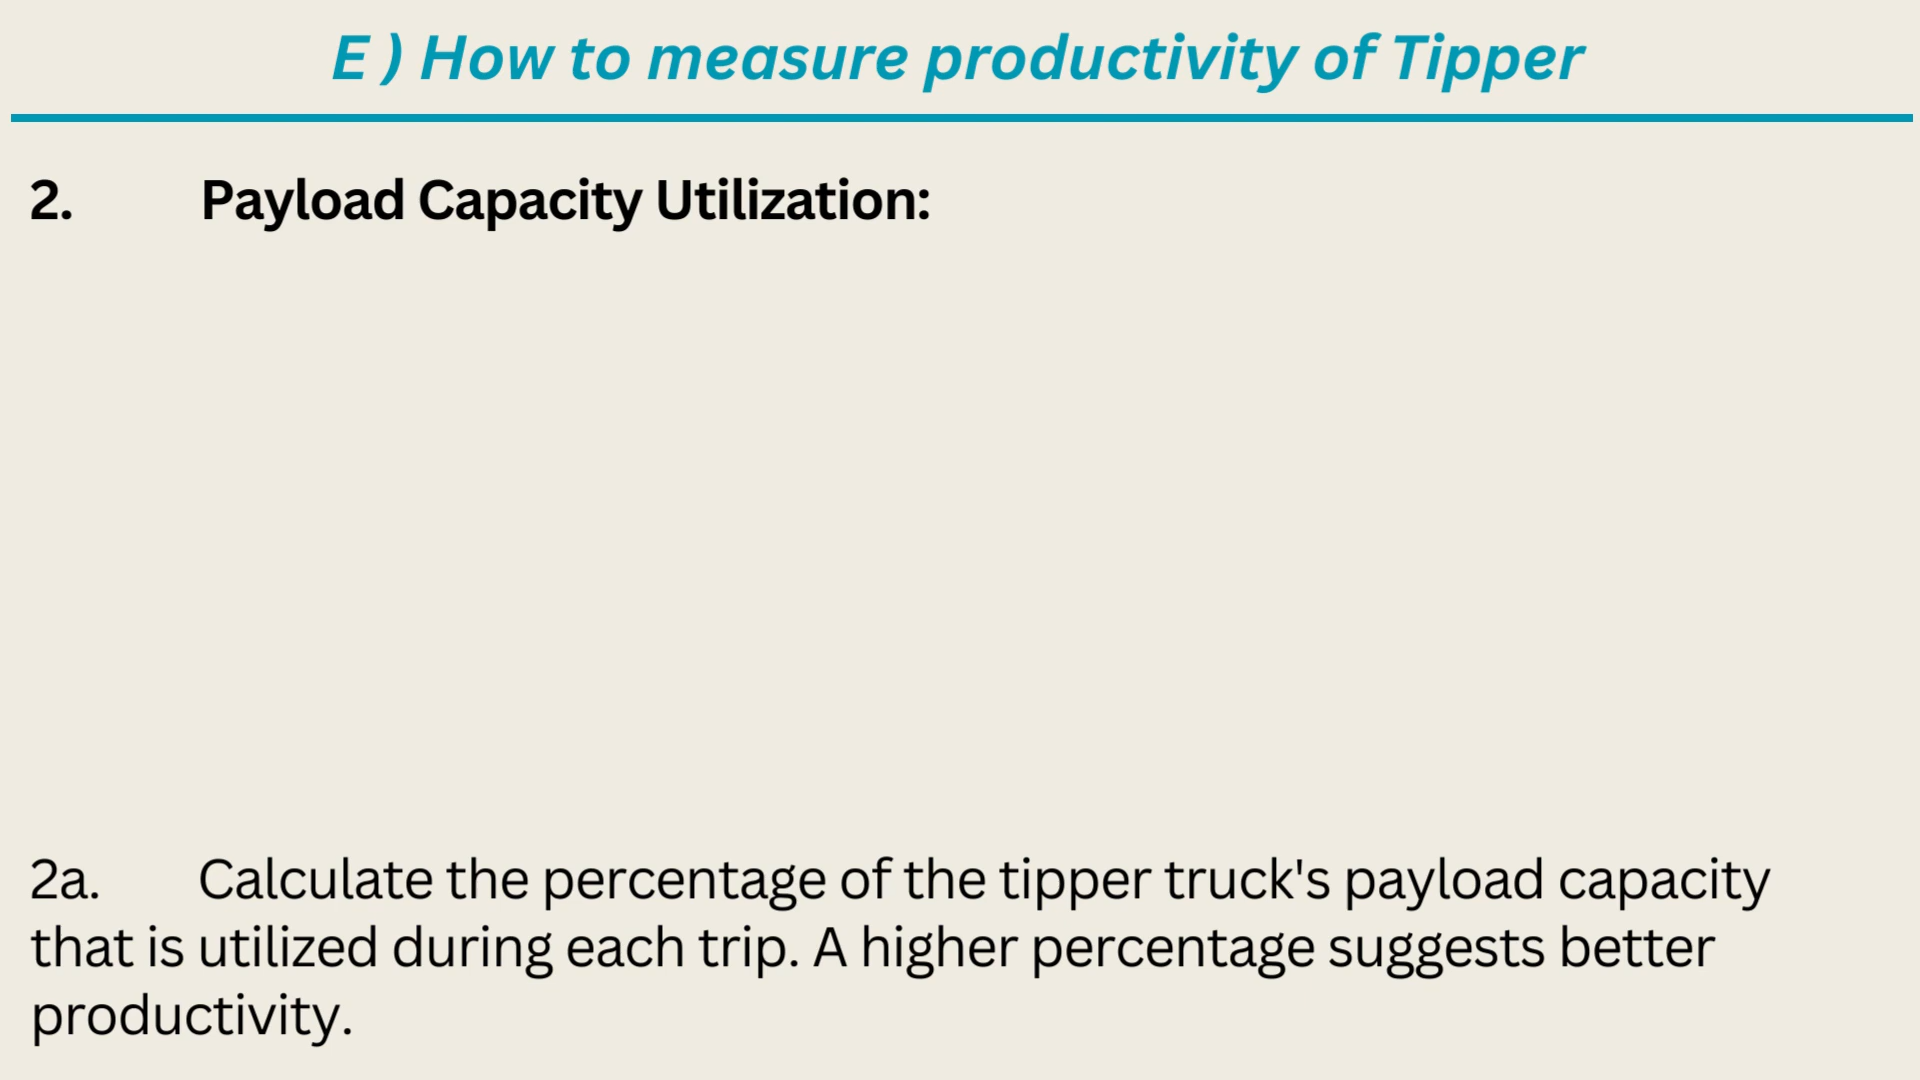 E ) How to measure productivity of Tipper
2. Payload Capacity Utilization:
2a. Calculate the percentage of the tipper truck's payload capacity
that is utilized during each trip. A higher percentage suggests better
productivity.